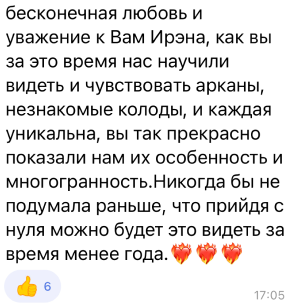 бесконечная любовь и
уважение к Вам Ирэна, как вы
за это время нас научили
видеть и чувствовать арканы,
незнакомые колоды, и каждая
уникальна, вы так прекрасно
показали нам их особенность и
многогранность.Никогда бы не
подумала раньше, что прийдя с
нуля можно будет это видеть за
время менее года.❤️‍🔥❤️‍🔥❤️‍🔥
👍 6
17:05